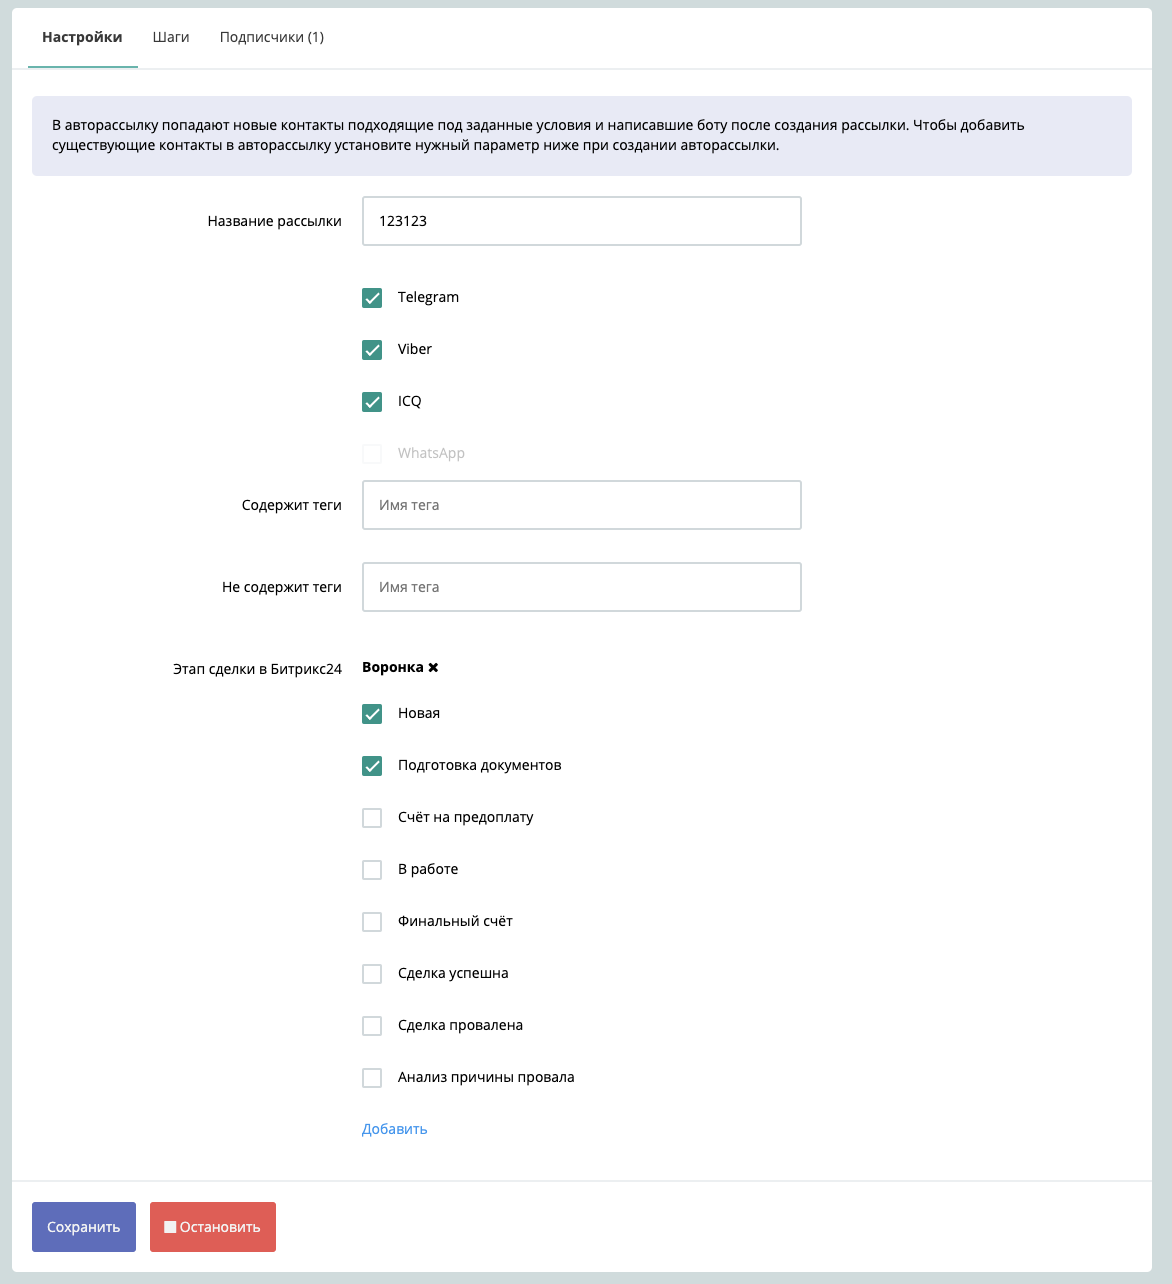 Настройки Шаги Подписчики (1)
В авторассылку попадают новые контакты подходящие под заданные условия и написавшие боту после создания рассылки. Чтобы добавить
существующие контакты в авторассылку установите нужный параметр ниже при создании авторассылки.
Название рассылки 123123
Telegram
Viber
ICQ
WhatsApp
Содержит теги Имя тега
Не содержит теги Имя тега
Этап сделки в Битрикс24 Воронка ✖
Новая
Подготовка документов
Счёт на предоплату
В работе
Финальный счёт
Сделка успешна
Сделка провалена
Анализ причины провала
Добавить
Сохранить Остановить